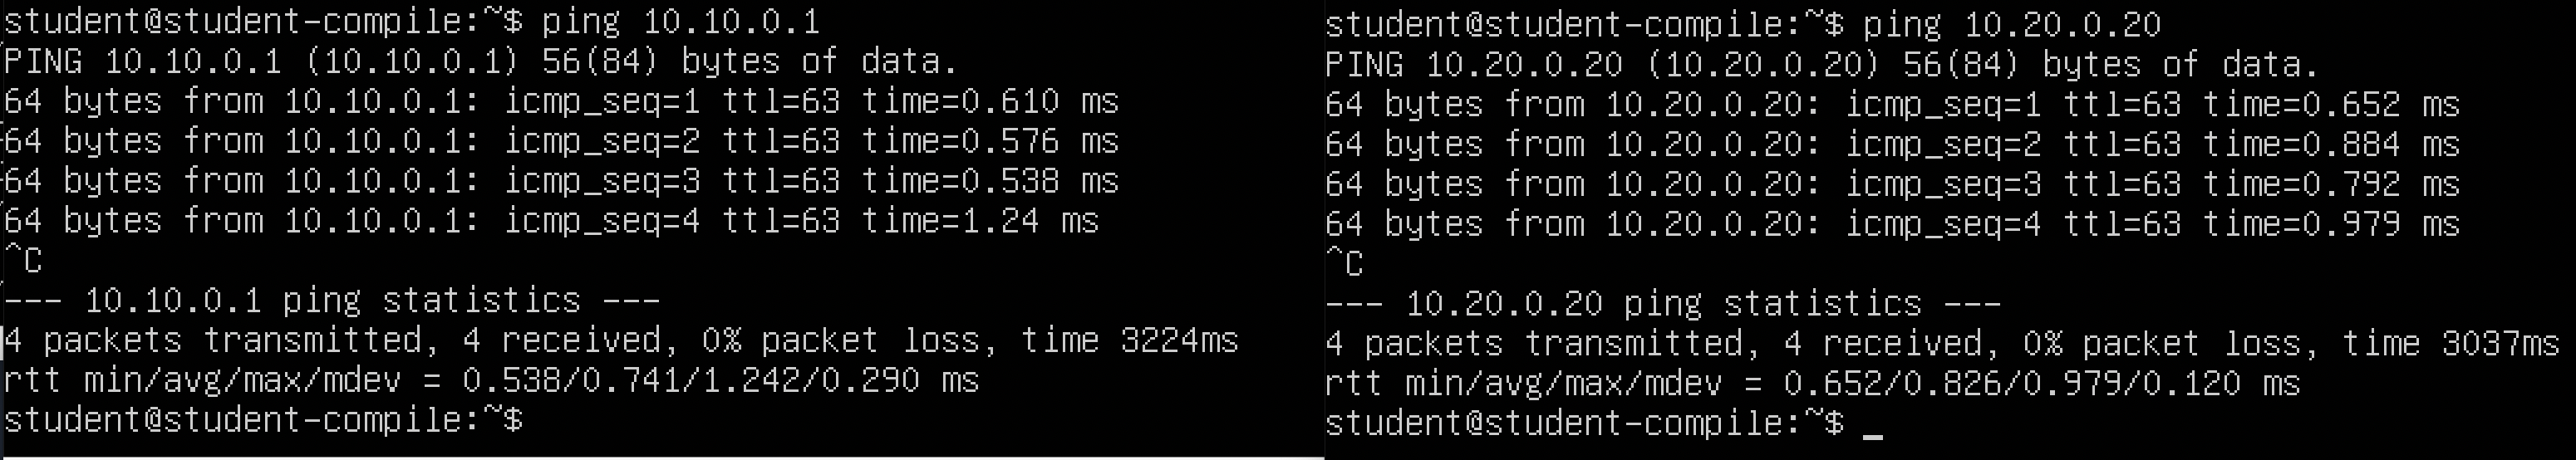 student@student-compile:~$ ping 10.10.0.1
PING 10.10.0.1 (10.10.0.1) 56(84) bytes of data.
64 bytes from 10.10.0.1: icmp_seq=1 ttl=63 time=0.610 ms
64 bytes from 10.10.0.1: icmp_seq=2 ttl=63 time=0.576 ms
64 bytes from 10.10.0.1: icmp_seq=3 ttl=63 time=0.538 ms
64 bytes from 10.10.0.1: icmp_seq=4 ttl=63 time=1.24 ms
^C
--- 10.10.0.1 ping statistics ---
4 packets transmitted, 4 received, 0% packet loss, time 3224ms
rtt min/avg/max/mdev = 0.538/0.741/1.242/0.290 ms
student@student-compile:~$
student@student-compile:~$ ping 10.20.0.20
PING 10.20.0.20 (10.20.0.20) 56(84) bytes of data.
64 bytes from 10.20.0.20: icmp_seq=1 ttl=63 time=0.652 ms
64 bytes from 10.20.0.20: icmp_seq=2 ttl=63 time=0.884 ms
64 bytes from 10.20.0.20: icmp_seq=3 ttl=63 time=0.792 ms
64 bytes from 10.20.0.20: icmp_seq=4 ttl=63 time=0.979 ms
^C
--- 10.20.0.20 ping statistics ---
4 packets transmitted, 4 received, 0% packet loss, time 3037ms
rtt min/avg/max/mdev = 0.652/0.826/0.979/0.120 ms
student@student-compile:~$ _